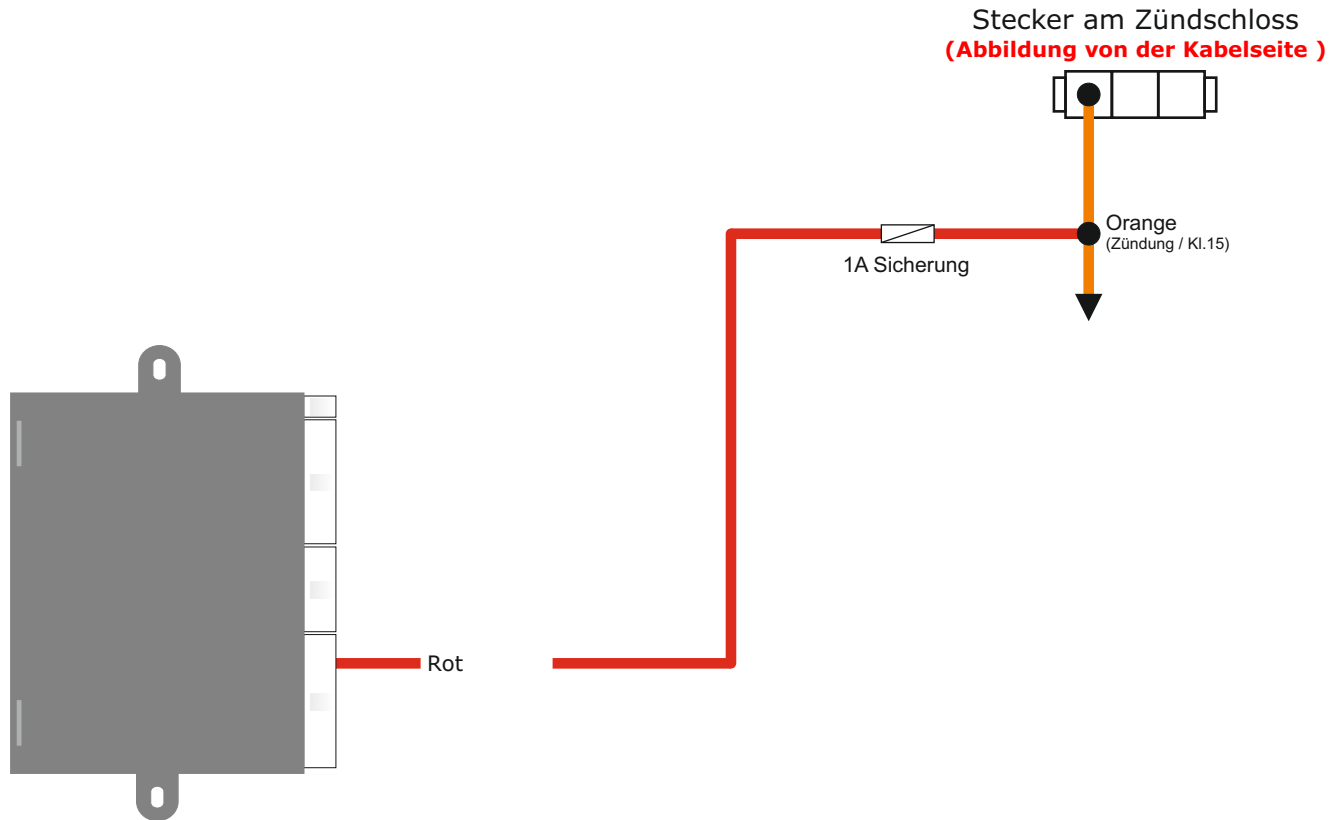 Stecker am Zündschloss
(Abbildung von der Kabelseite )
Orange
(Zündung / Kl.15)
1A Sicherung
Rot